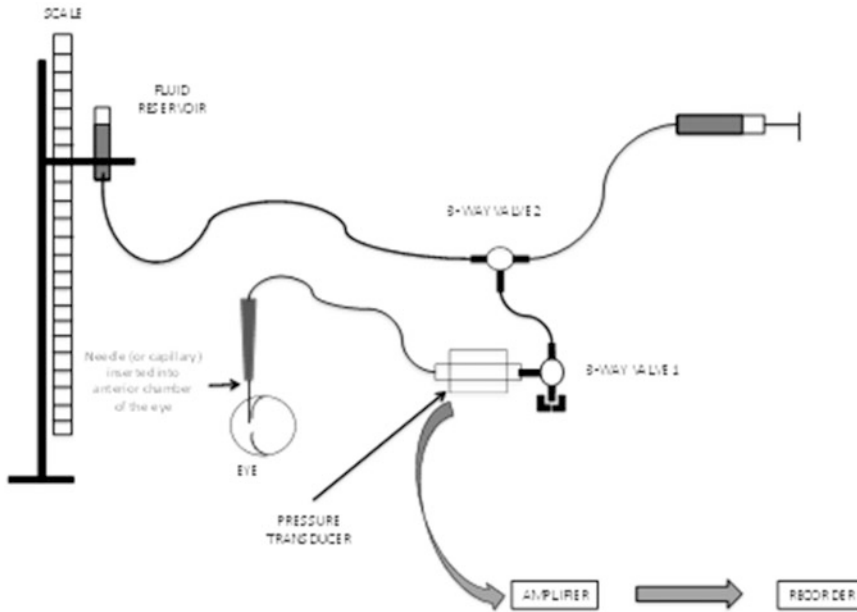 SCALE
FLUID
RESERVOIR
3-WAY VALVE 2
Needle (or capillary)
inserted into
anterior chamber
of the eye
3-WAY VALVE 1
EYE
PRESSURE
TRANSDUCER
AMPLIFIER
RECORDER